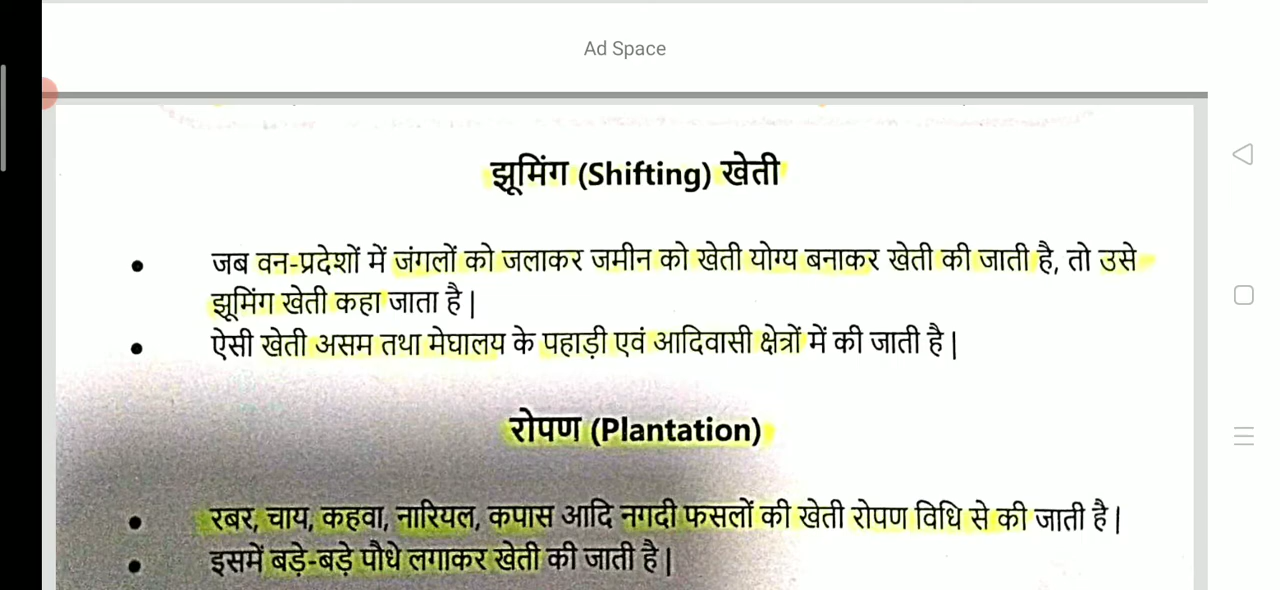 Ad Space
झूमिंग (Shifting) खेती
• जब वन-प्रदेशों में जंगलों को जलाकर जमीन को खेती योग्य बनाकर खेती की जाती है, तो उसे
झूमिंग खेती कहा जाता है |
• ऐसी खेती असम तथा मेघालय के पहाड़ी एवं आदिवासी क्षेत्रों में की जाती है |
रोपण (Plantation)
• रबर, चाय, कहवा, नारियल, कपास आदि नगदी फसलों की खेती रोपण विधि से की जाती है |
• इसमें बड़े-बड़े पौधे लगाकर खेती की जाती है |